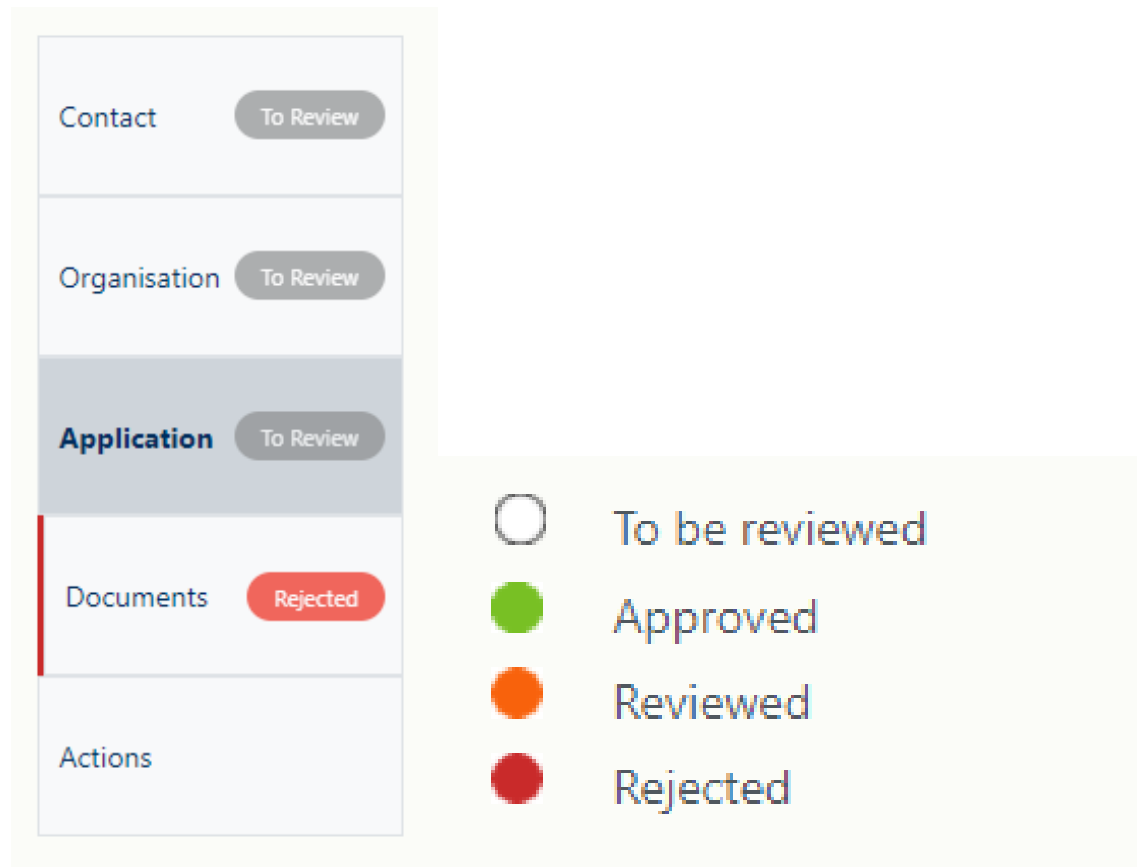 Contact To Review
Organisation To Review
Application To Review
Documents Rejected
Actions
To be reviewed
Approved
Reviewed
Rejected